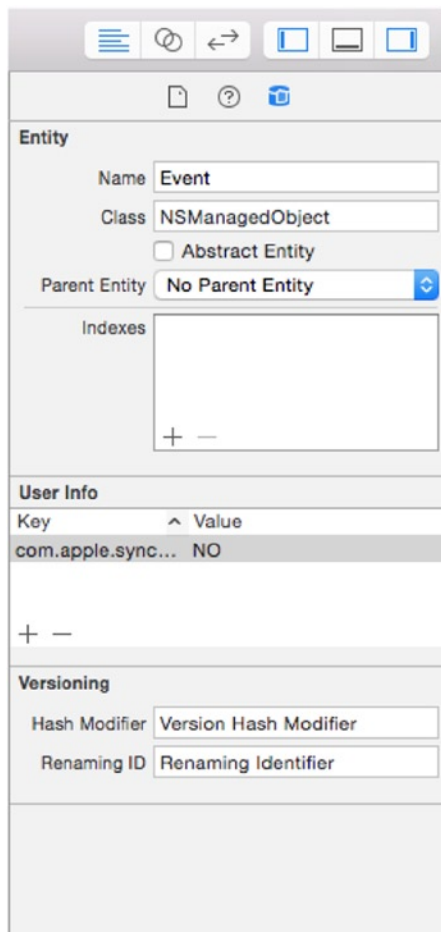 Entity
Name Event
Class NSManagedObject
Abstract Entity
Parent Entity No Parent Entity
Indexes
User Info
Key Value
com.apple.sync... NO
Versioning
Hash Modifier Version Hash Modifier
Renaming ID Renaming Identifier